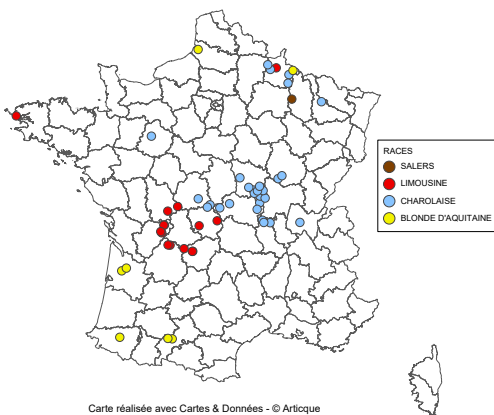 RACES
SALERS
LIMOUSINE
CHAROLAISE
BLONDE D'AQUITAINE
Carte réalisée avec Cartes & Données - © Articque